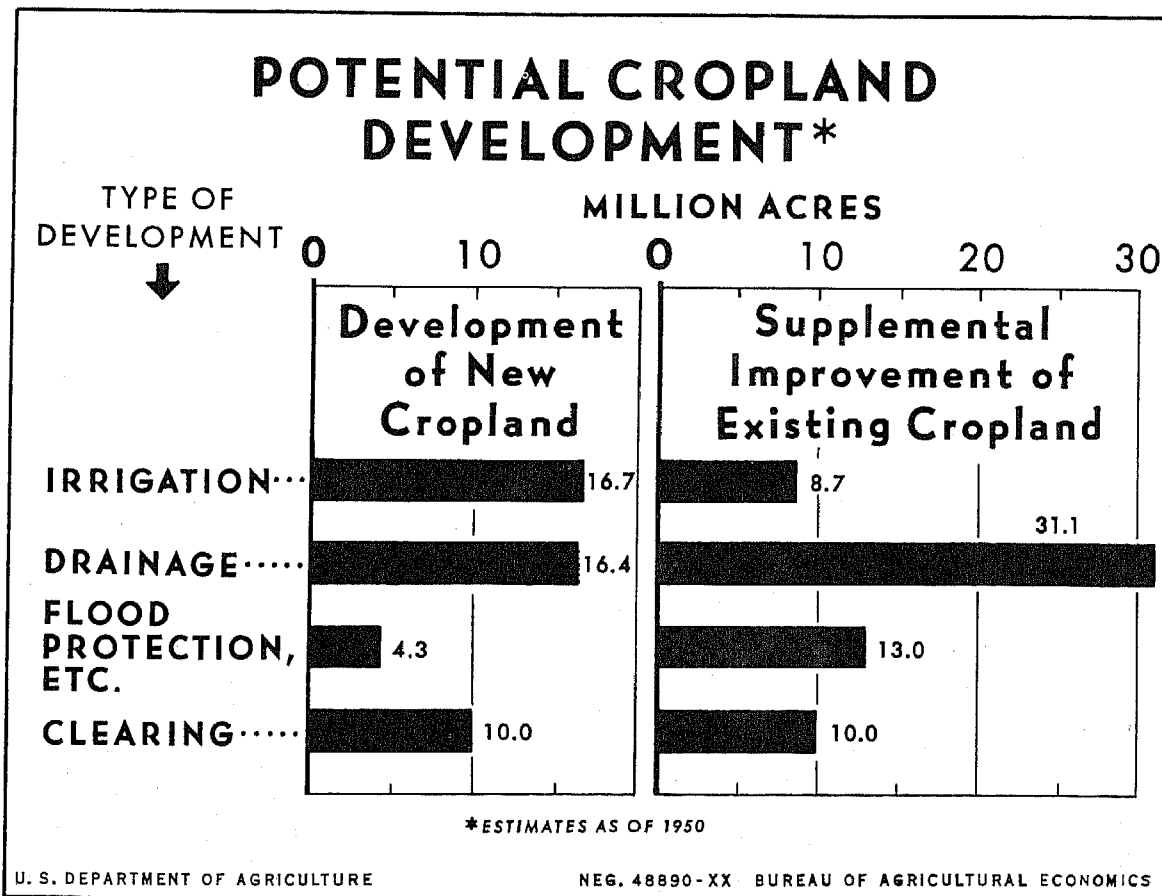 POTENTIAL CROPLAND
DEVELOPMENT*
TYPE OF
DEVELOPMENT
MILLION ACRES
0 10 0 10 20 30
Development
of New
Cropland
Supplemental
Improvement of
Existing Cropland
IRRIGATION... 16.7 8.7
31.1
DRAINAGE..... 16.4
FLOOD
PROTECTION, 4.3 13.0
ETC.
CLEARING..... 10.0 10.0
*ESTIMATES AS OF 1950
U. S. DEPARTMENT OF AGRICULTURE NEG. 48890-XX BUREAU OF AGRICULTURAL ECONOMICS